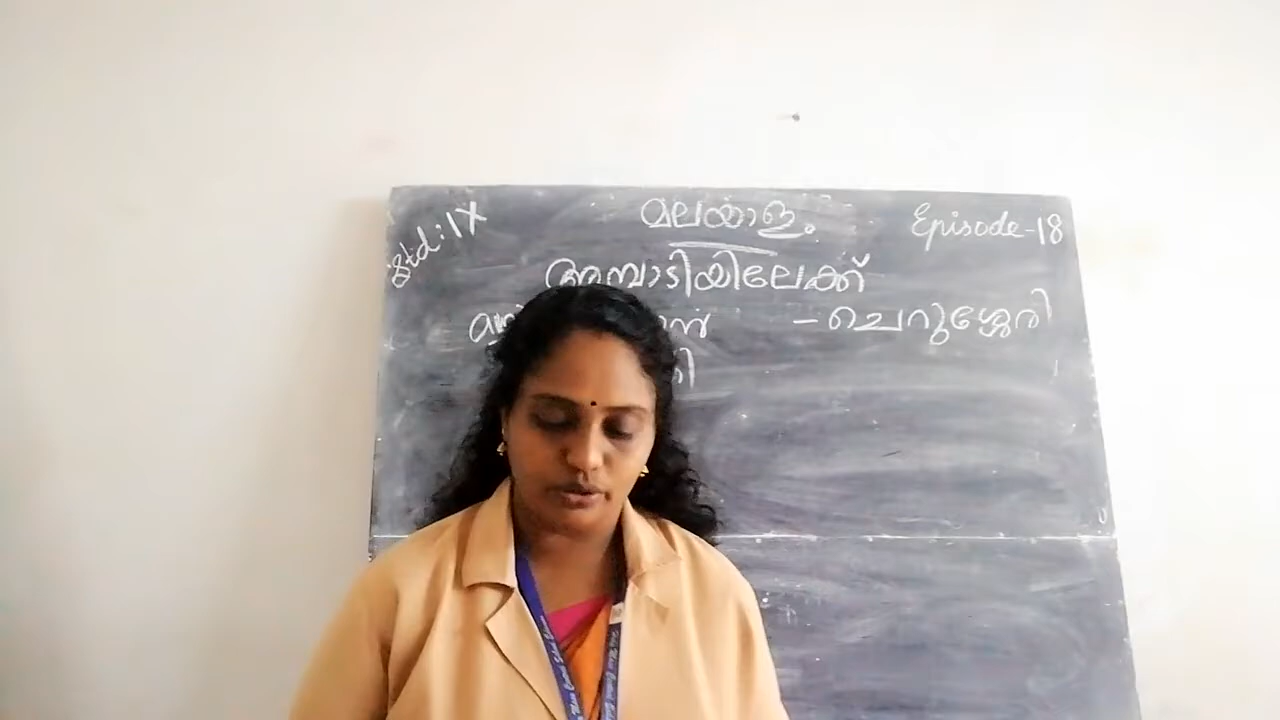 Std: IX
മലയാളം
Episode-18
അമ്പാടിയിലേക്ക്
- ചെറുശ്ശേരി